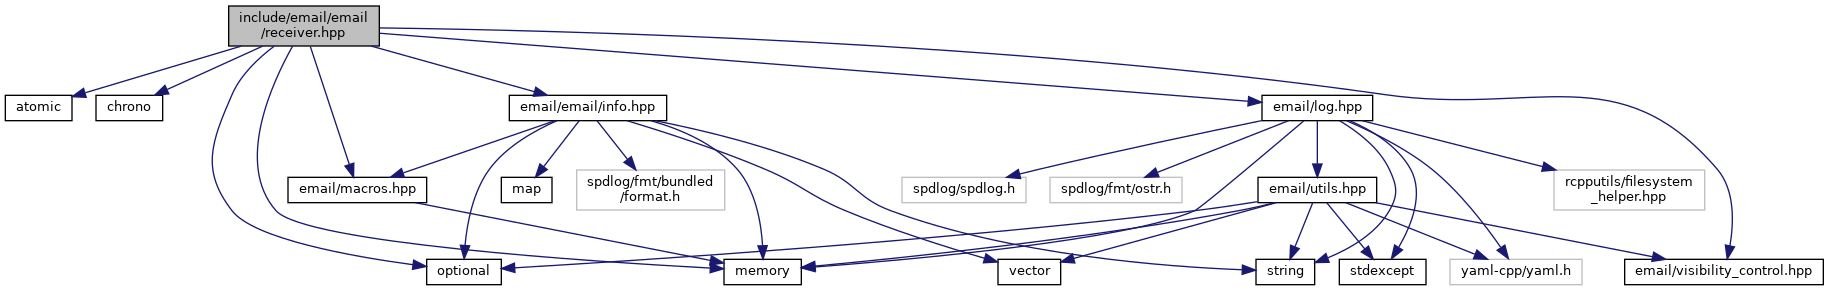 include/email/email
/receiver.hpp
atomic
chrono
email/email/info.hpp
email/log.hpp
email/macros.hpp
map
spdlog/fmt/bundled
/format.h
spdlog/spdlog.h
spdlog/fmt/ostr.h
email/utils.hpp
rcpputils/filesystem
_helper.hpp
optional
memory
vector
string
stdexcept
yaml-cpp/yaml.h
email/visibility_control.hpp